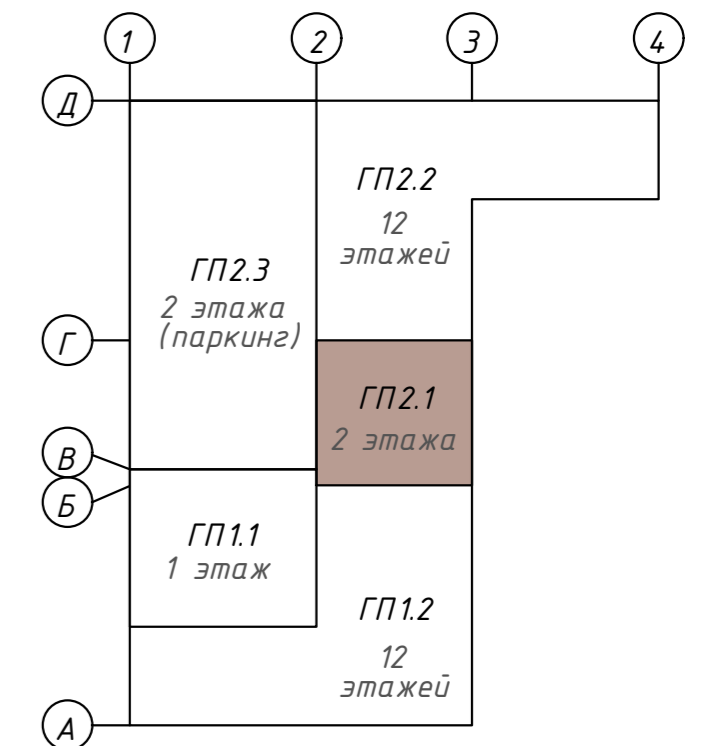 1 2 3 4
Д
ГП2.2
12
этажей
ГП2.3
2 этажа
(паркинг)
Г
ГП2.1
2 этажа
В
Б
ГП1.1
1 этаж
ГП1.2
12
этажей
А